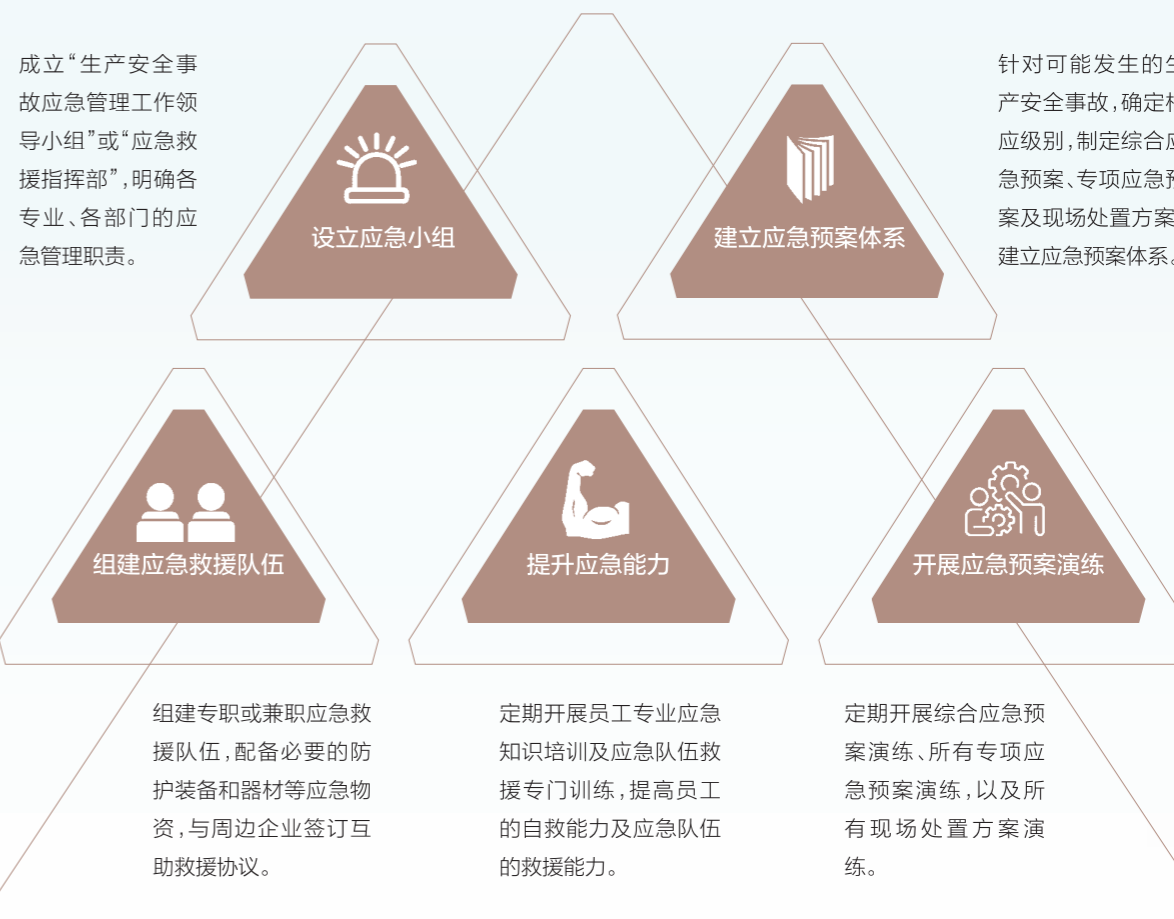 成立“生产安全事
故应急管理工作领
导小组”或“应急救
援指挥部”,明确各
专业、各部门的应
急管理职责。
设立应急小组
建立应急预案体系
针对可能发生的生
产安全事故,确定相
应级别,制定综合应
急预案、专项应急预
案及现场处置方案
建立应急预案体系。
组建应急救援队伍
提升应急能力
开展应急预案演练
组建专职或兼职应急救
援队伍,配备必要的防
护装备和器材等应急物
资,与周边企业签订互
助救援协议。
定期开展员工专业应急
知识培训及应急队伍救
援专门训练,提高员工
的自救能力及应急队伍
的救援能力。
定期开展综合应急预
案演练、所有专项应
急预案演练,以及所
有现场处置方案演
练。